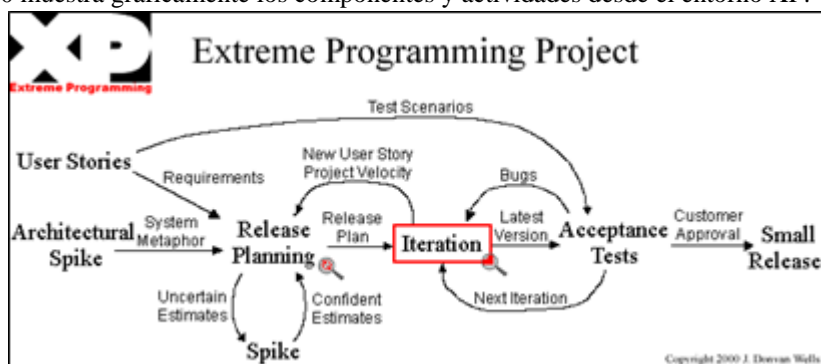 o muestra gráficamente los componentes y actividades desde el entorno XP.
XP
Extreme Programming
Extreme Programming Project
Test Scenarios
User Stories
Requirements
New User Story
Project Velocity
Bugs
Architectural
Spike
System
Metaphor
Release
Planning
Release
Plan
Iteration
Latest
Version
Acceptance
Tests
Customer
Approval
Small
Release
Uncertain
Estimates
Confident
Estimates
Next Iteration
Spike
Copyright 2000 J. Donvan Wells